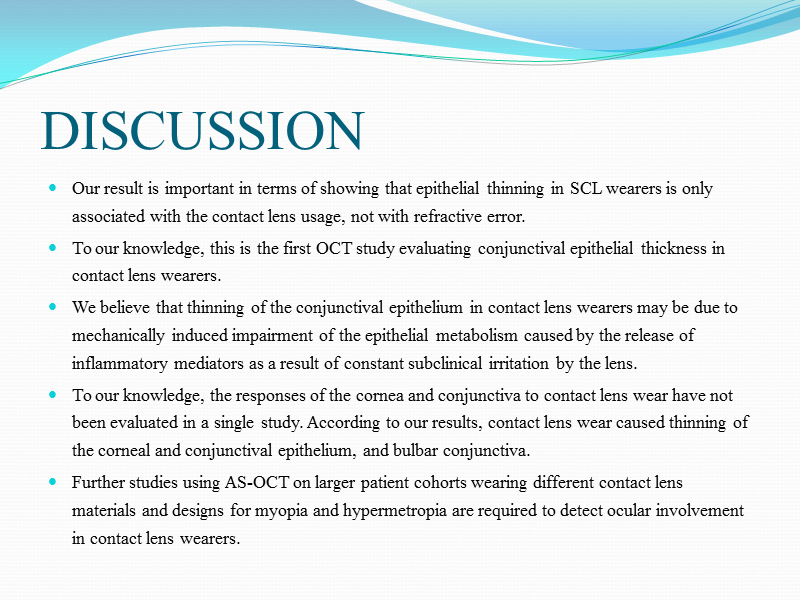 DISCUSSION
Our result is important in terms of showing that epithelial thinning in SCL wearers is only
associated with the contact lens usage, not with refractive error.
To our knowledge, this is the first OCT study evaluating conjunctival epithelial thickness in
contact lens wearers.
We believe that thinning of the conjunctival epithelium in contact lens wearers may be due to
mechanically induced impairment of the epithelial metabolism caused by the release of
inflammatory mediators as a result of constant subclinical irritation by the lens.
To our knowledge, the responses of the cornea and conjunctiva to contact lens wear have not
been evaluated in a single study. According to our results, contact lens wear caused thinning of
the corneal and conjunctival epithelium, and bulbar conjunctiva.
Further studies using AS-OCT on larger patient cohorts wearing different contact lens
materials and designs for myopia and hypermetropia are required to detect ocular involvement
in contact lens wearers.